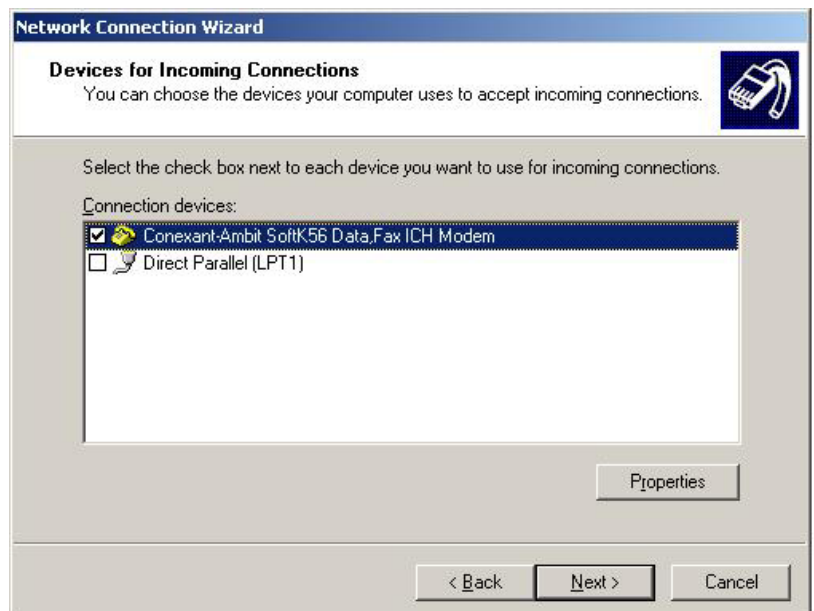 Network Connection Wizard
Devices for Incoming Connections
You can choose the devices your computer uses to accept incoming connections.
Select the check box next to each device you want to use for incoming connections.
Connection devices:
Conexant-Ambit SoftK56 Data,Fax ICH Modem
Direct Parallel (LPT1)
Properties
< Back
Next >
Cancel